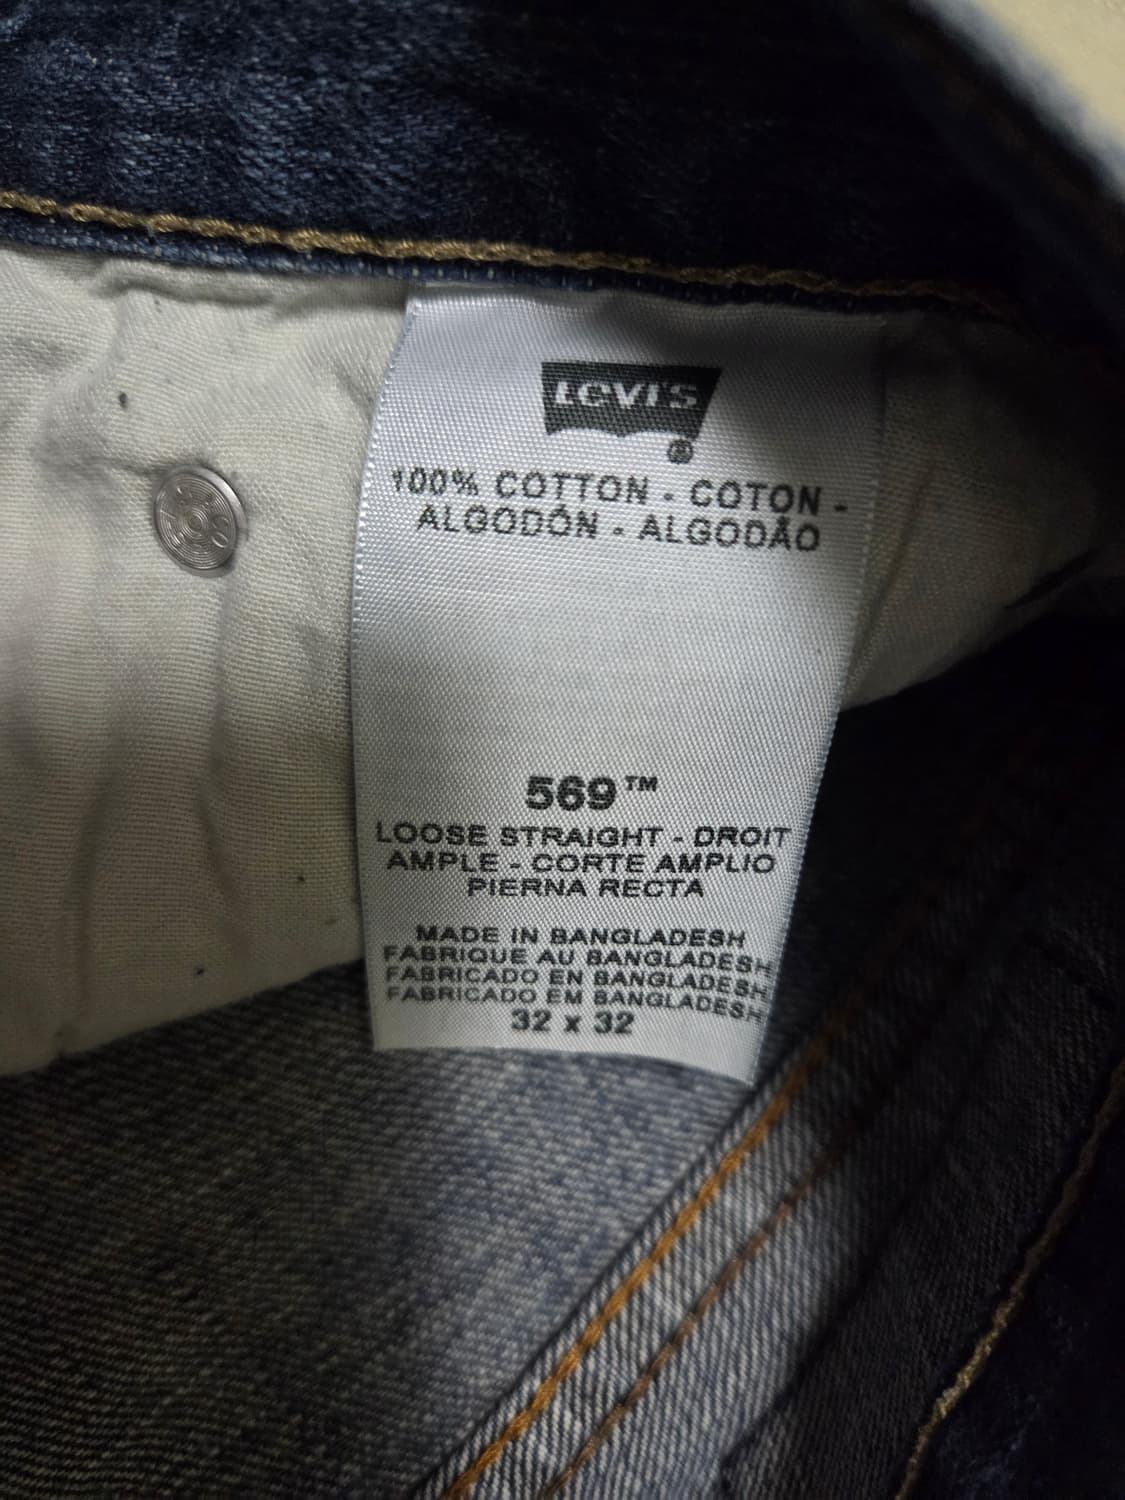 LEVI'S
®
100% COTTON - COTON -
ALGODÓN - ALGODÃO
569™
LOOSE STRAIGHT - DROIT
AMPLE - CORTE AMPLIO
PIERNA RECTA
MADE IN BANGLADESH
FABRIQUE AU BANGLADESH
FABRICADO EN BANGLADESH
FABRICADO EM BANGLADESH
32 x 32